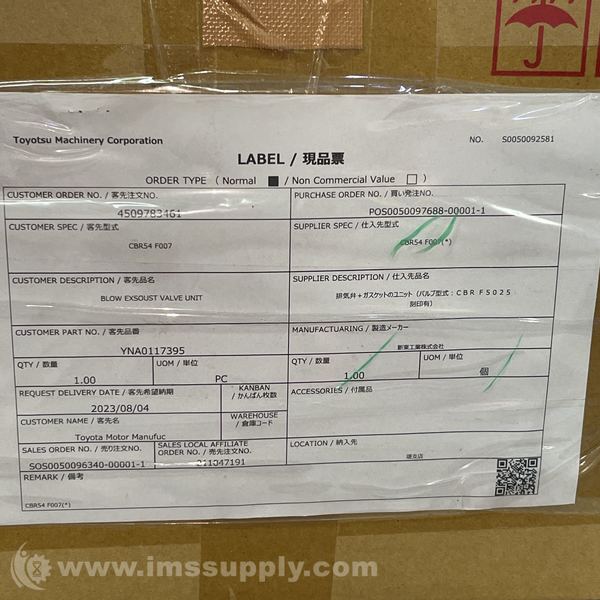 Toyotsu Machinery Corporation
NO. S0050092581
LABEL / 現品票
ORDER TYPE ( Normal ■ / Non Commercial Value □ )
CUSTOMER ORDER NO. / 客先注文NO.
4509783461
PURCHASE ORDER NO. / 買い発注NO.
POS0050097688-00001-1
CUSTOMER SPEC / 客先型式
CBR54 F007
SUPPLIER SPEC / 仕入先型式
CBR54 F007(*)
CUSTOMER DESCRIPTION / 客先品名
BLOW EXSOUST VALVE UNIT
SUPPLIER DESCRIPTION / 仕入先品名
排気弁+ガスケットのユニット (バルブ型式:CBR F5025
刻印有)
CUSTOMER PART NO. / 客先品番
YNA0117395
MANUFACTUARING / 製造メーカー
新東工業株式会社
QTY / 数量
1.00
UOM / 単位
PC
QTY / 数量
1.00
UOM / 単位
個
REQUEST DELIVERY DATE / 客先希望納期
2023/08/04
KANBAN
/ かんばん枚数
ACCESSORIES / 付属品
CUSTOMER NAME / 客先名
Toyota Motor Manufuc
WAREHOUSE
/ 倉庫コード
SALES ORDER NO. / 売り注文NO.
SOS0050096340-00001-1
SALES LOCAL AFFILIATE
ORDER NO. / 売先注文NO.
211047191
LOCATION / 納入先
REMARK / 備考
CBR54 F007(*)
www.imssupply.com